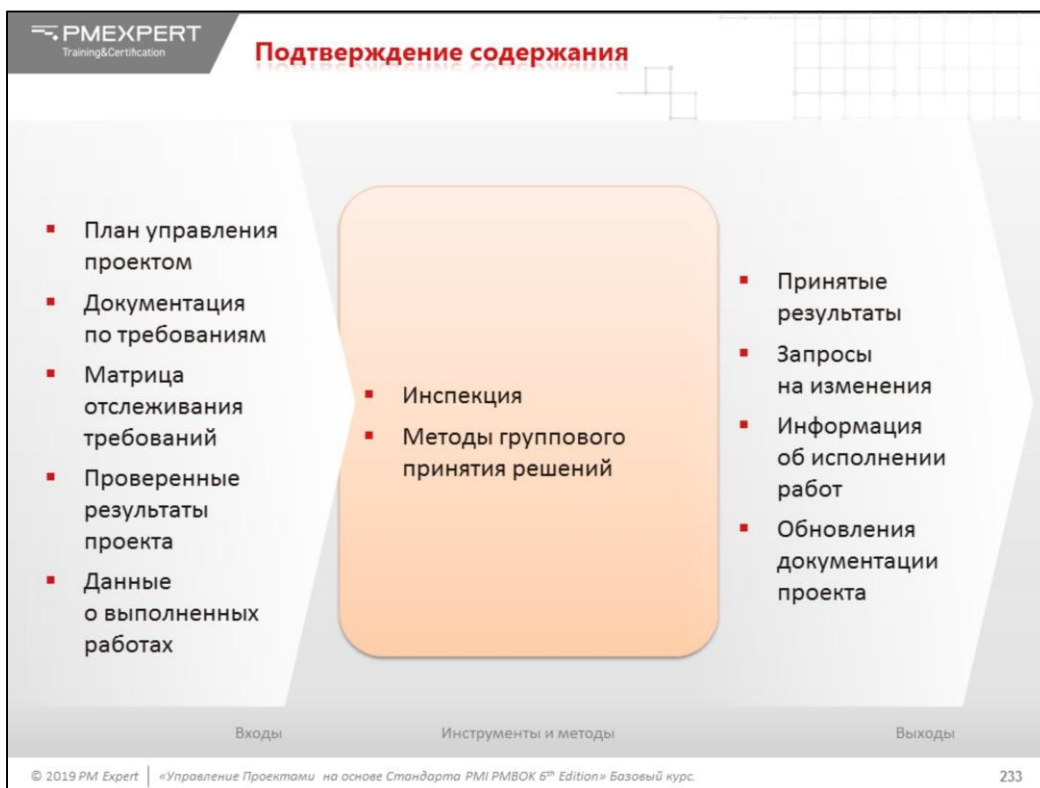 PMEXPERT
Training&Certification
Подтверждение содержания
▪ План управления
проектом
▪ Документация
по требованиям
▪ Матрица
отслеживания
требований
▪ Проверенные
результаты
проекта
▪ Данные
о выполненных
работах
▪ Инспекция
▪ Методы группового
принятия решений
▪ Принятые
результаты
▪ Запросы
на изменения
▪ Информация
об исполнении
работ
▪ Обновления
документации
проекта
Входы
Инструменты и методы
Выходы
© 2019 PM Expert | «Управление Проектами на основе Стандарта PMI PMBOK 6th Edition» Базовый курс.
233